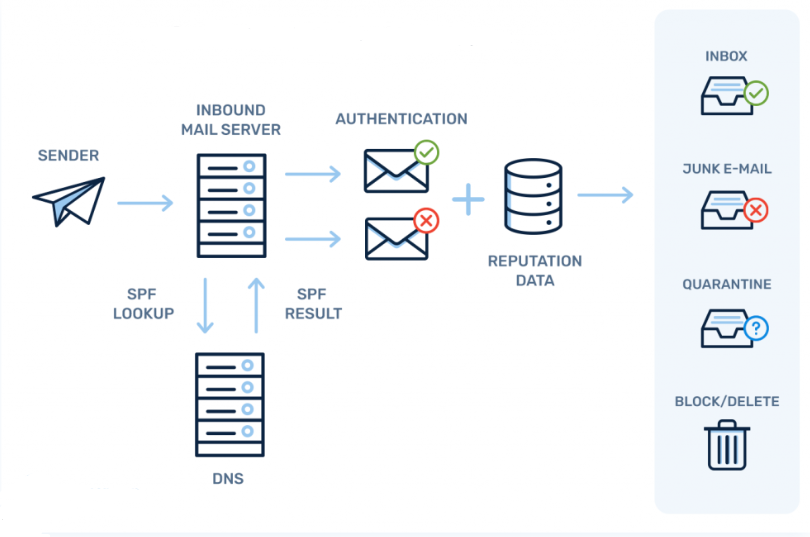 SENDER
INBOUND
MAIL SERVER
AUTHENTICATION
REPUTATION
DATA
SPF
LOOKUP
SPF
RESULT
DNS
INBOX
JUNK E-MAIL
QUARANTINE
?
BLOCK/DELETE